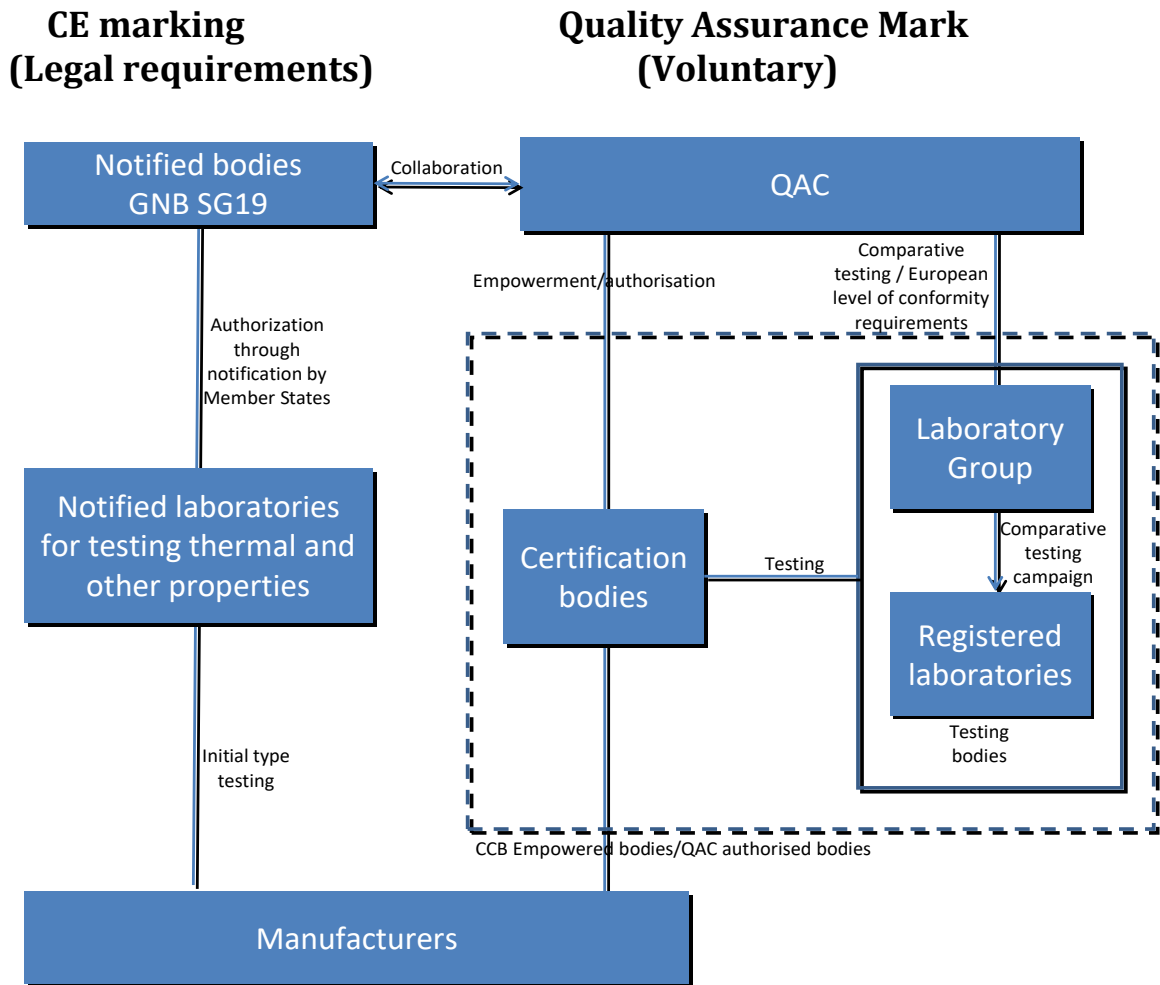 CE marking
(Legal requirements)
Quality Assurance Mark
(Voluntary)
Notified bodies
GNB SG19
Collaboration
QAC
Empowerment/authorisation
Comparative
testing / European
level of conformity
requirements
Authorization
through
notification by
Member States
Laboratory
Group
Notified laboratories
for testing thermal and
other properties
Certification
bodies
Testing
Comparative
testing
campaign
Registered
laboratories
Testing
bodies
Initial type
testing
CCB Empowered bodies/QAC authorised bodies
Manufacturers